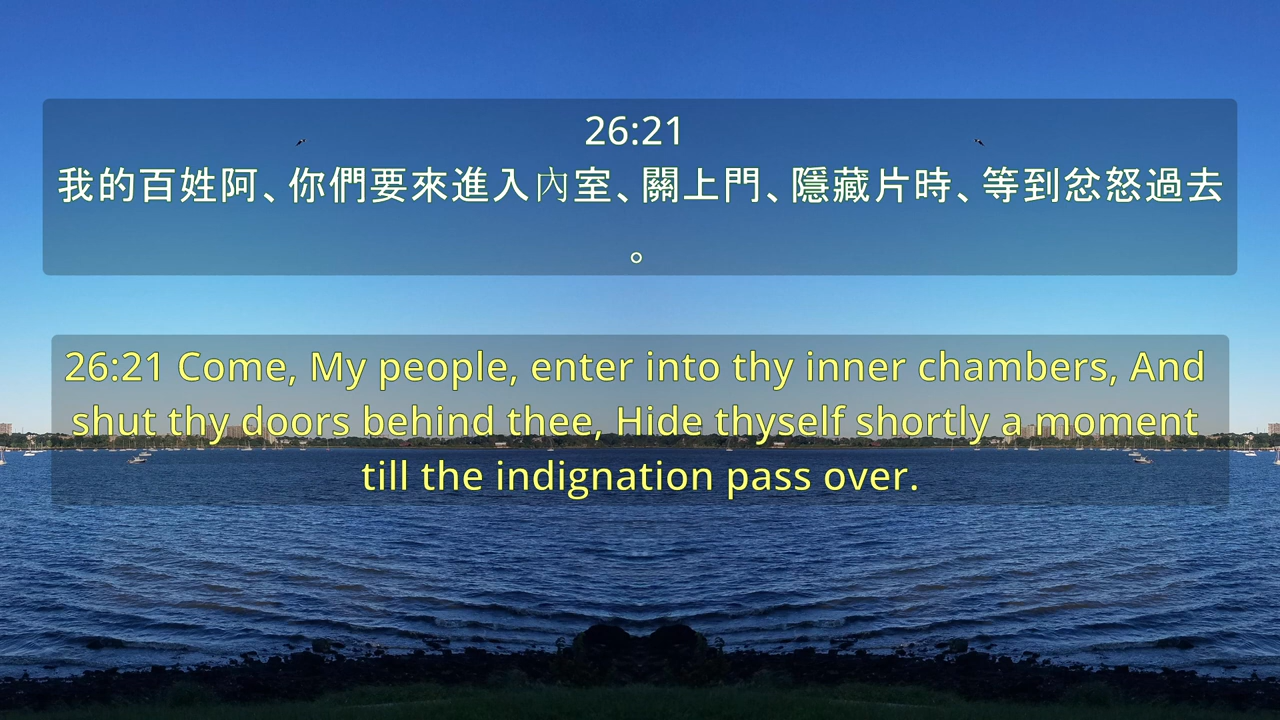 26:21
我的百姓阿、你們要來進入內室、關上門、隱藏片時、等到忿怒過去
。
26:21 Come, My people, enter into thy inner chambers, And
shut thy doors behind thee, Hide thyself shortly a moment
till the indignation pass over.